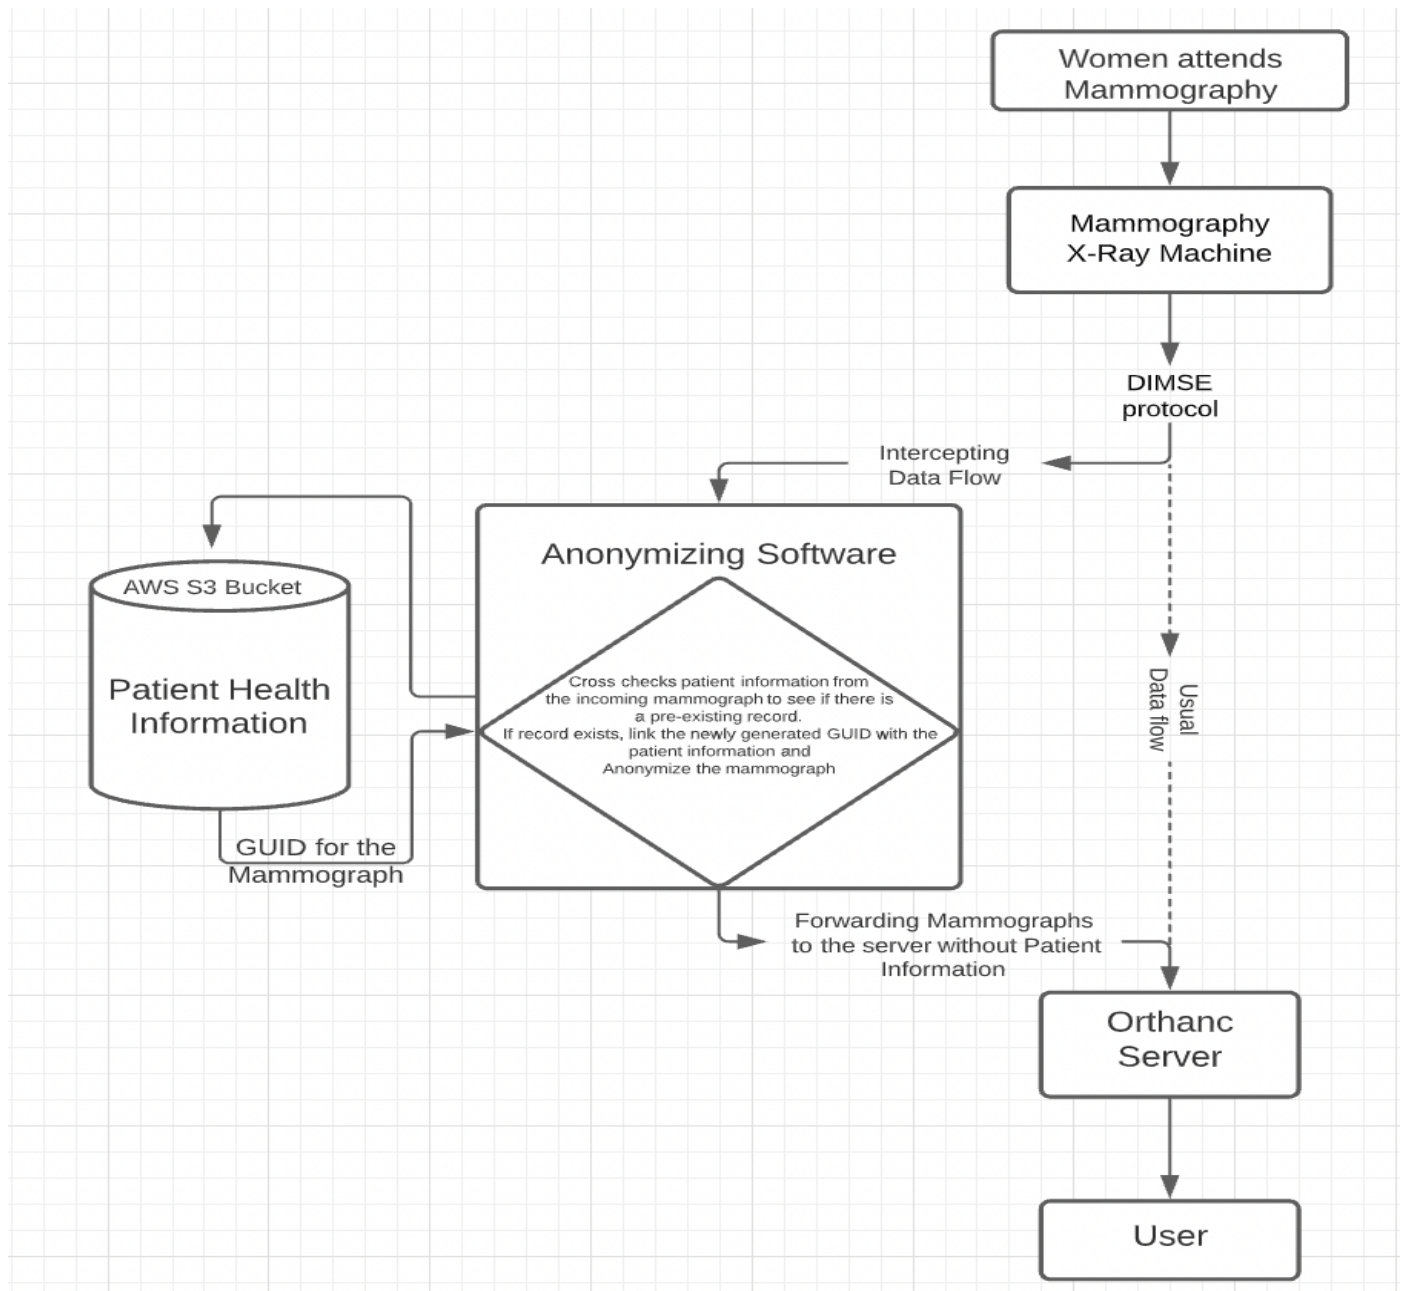 Women attends
Mammography
Mammography
X-Ray Machine
DIMSE
protocol
Intercepting
Data Flow
Anonymizing Software
AWS S3 Bucket
Patient Health
Information
Cross checks patient information from
the incoming mammograph to see if there is
a pre-existing record.
If record exists, link the newly generated GUID with the
patient information and
Anonymize the mammograph
Usual
Data flow
GUID for the
Mammograph
Forwarding Mammographs
to the server without Patient
Information
Orthanc
Server
User